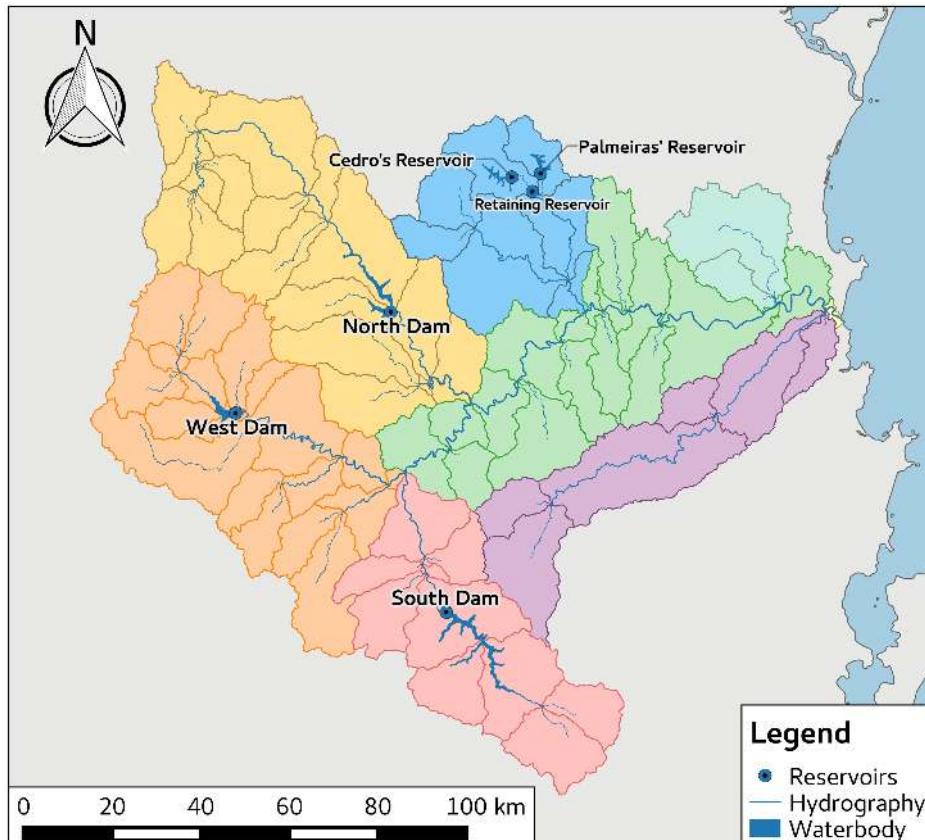 N
Cedro's Reservoir
Palmeiras' Reservoir
Retaining Reservoir
North Dam
West Dam
South Dam
Legend
Reservoirs
Hydrography
Waterbody
0 20 40 60 80 100 km